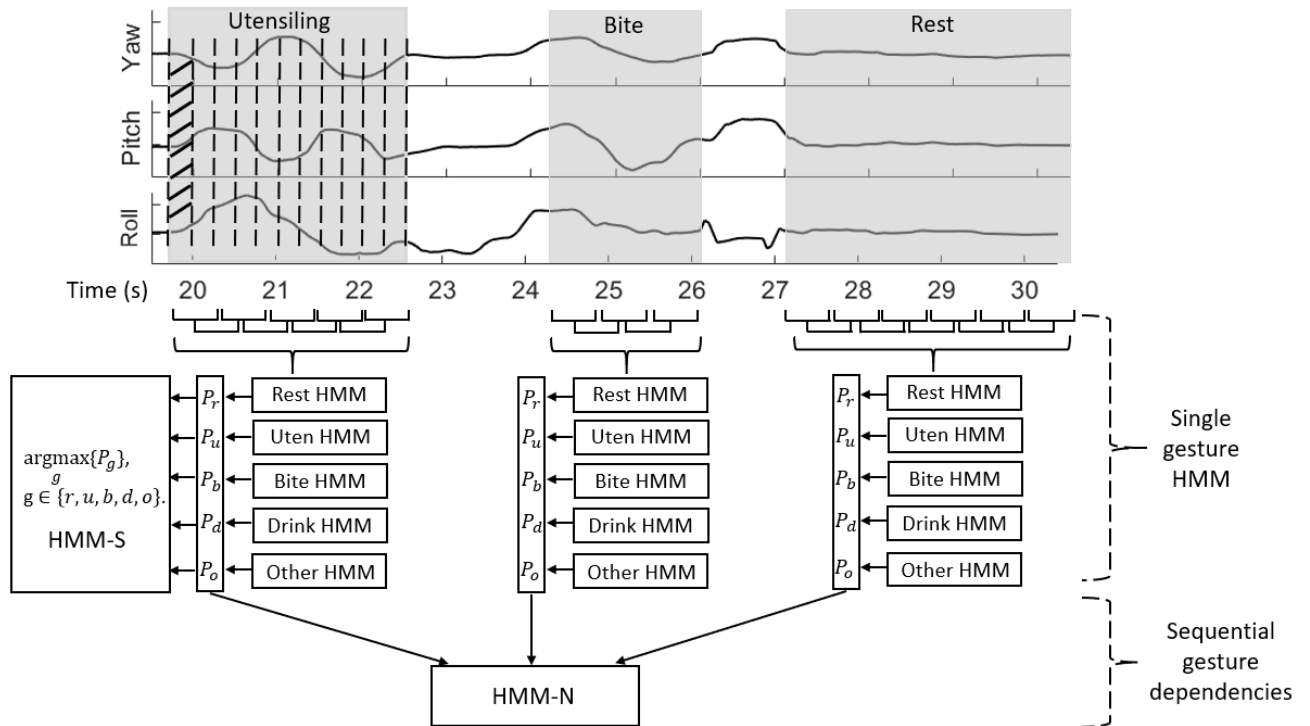 Utensiling Bite Rest
Yaw
Pitch
Roll
Time (s) 20 21 22 23 24 25 26 27 28 29 30
argmax{P_g},
g
g ∈ {r, u, b, d, o}.
HMM-S
P_r Rest HMM
P_u Uten HMM
P_b Bite HMM
P_d Drink HMM
P_o Other HMM
P_r Rest HMM
P_u Uten HMM
P_b Bite HMM
P_d Drink HMM
P_o Other HMM
P_r Rest HMM
P_u Uten HMM
P_b Bite HMM
P_d Drink HMM
P_o Other HMM
Single
gesture
HMM
HMM-N
Sequential
gesture
dependencies